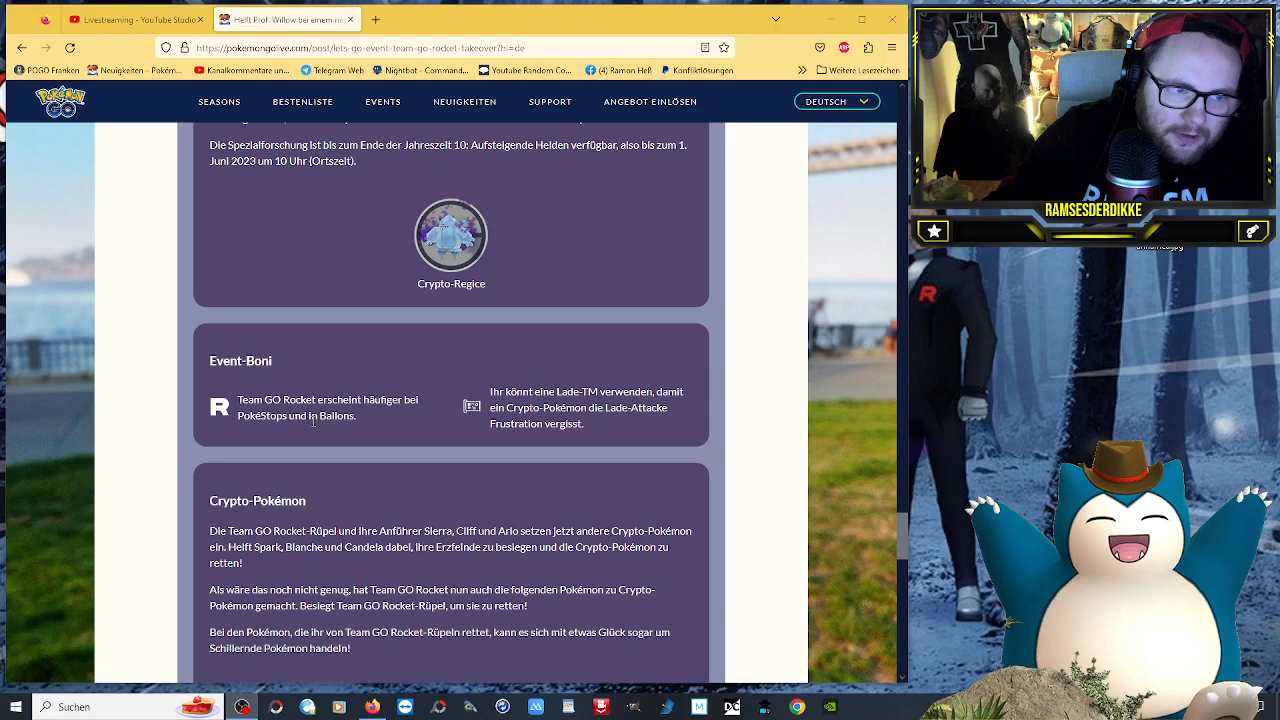 Livestreaming - YouTube Studio
Helft Prof. Willow bei einem ne
https://pokemongolive.com/post/lets-go-event-team-go-rocket-takeover?hl=de
POGO Franken
Neuigkeiten - Pokém...
Kanalkommentare un...
Telegram Web
Nightbot - Comman...
Youtube Random Co...
(4) Ramon Heß
Konfliktlösungen
Weitere Lesezeichen
ABP
POKÉMON GO
SEASONS
BESTENLISTE
EVENTS
NEUIGKEITEN
SUPPORT
ANGEBOT EINLÖSEN
DEUTSCH
Die Spezialforschung ist bis zum Ende der Jahreszeit 10: Aufsteigende Helden verfügbar, also bis zum 1.
Juni 2023 um 10 Uhr (Ortszeit).
Crypto-Regice
Event-Boni
R
Team GO Rocket erscheint häufiger bei
PokéStops und in Ballons.
Ihr könnt eine Lade-TM verwenden, damit
ein Crypto-Pokémon die Lade-Attacke
Frustration vergisst.
Crypto-Pokémon
Die Team GO Rocket-Rüpel und ihre Anführer Sierra, Cliff und Arlo setzen jetzt andere Crypto-Pokémon
ein. Helft Spark, Blanche und Candela dabei, ihre Erzfeinde zu besiegen und die Crypto-Pokémon zu
retten!
Als wäre das noch nicht genug, hat Team GO Rocket nun auch die folgenden Pokémon zu Crypto-
Pokémon gemacht. Besiegt Team GO Rocket-Rüpel, um sie zu retten!
Bei den Pokémon, die ihr von Team GO Rocket-Rüpeln rettet, kann es sich mit etwas Glück sogar um
Schillernde Pokémon handeln!
RAMSESDERDIKKE
R
Suchen